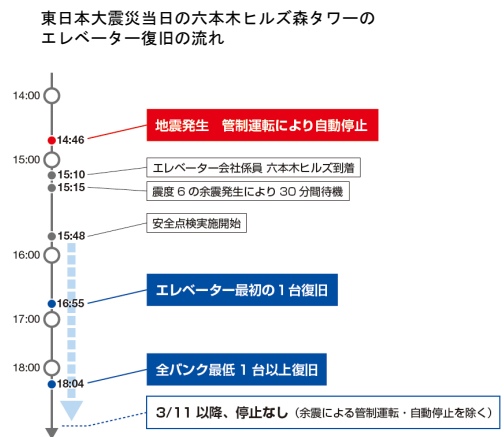 東日本大震災当日の六本木ヒルズ森タワーの
エレベーター復旧の流れ
14:00
地震発生　管制運転により自動停止
14:46
15:00
エレベーター会社係員 六本木ヒルズ到着
15:10
15:15
震度６の余震発生により30分間待機
安全点検実施開始
15:48
16:00
エレベーター最初の１台復旧
16:55
17:00
18:00
全バンク最低１台以上復旧
18:04
3/11 以降、停止なし（余震による管制運転・自動停止を除く）